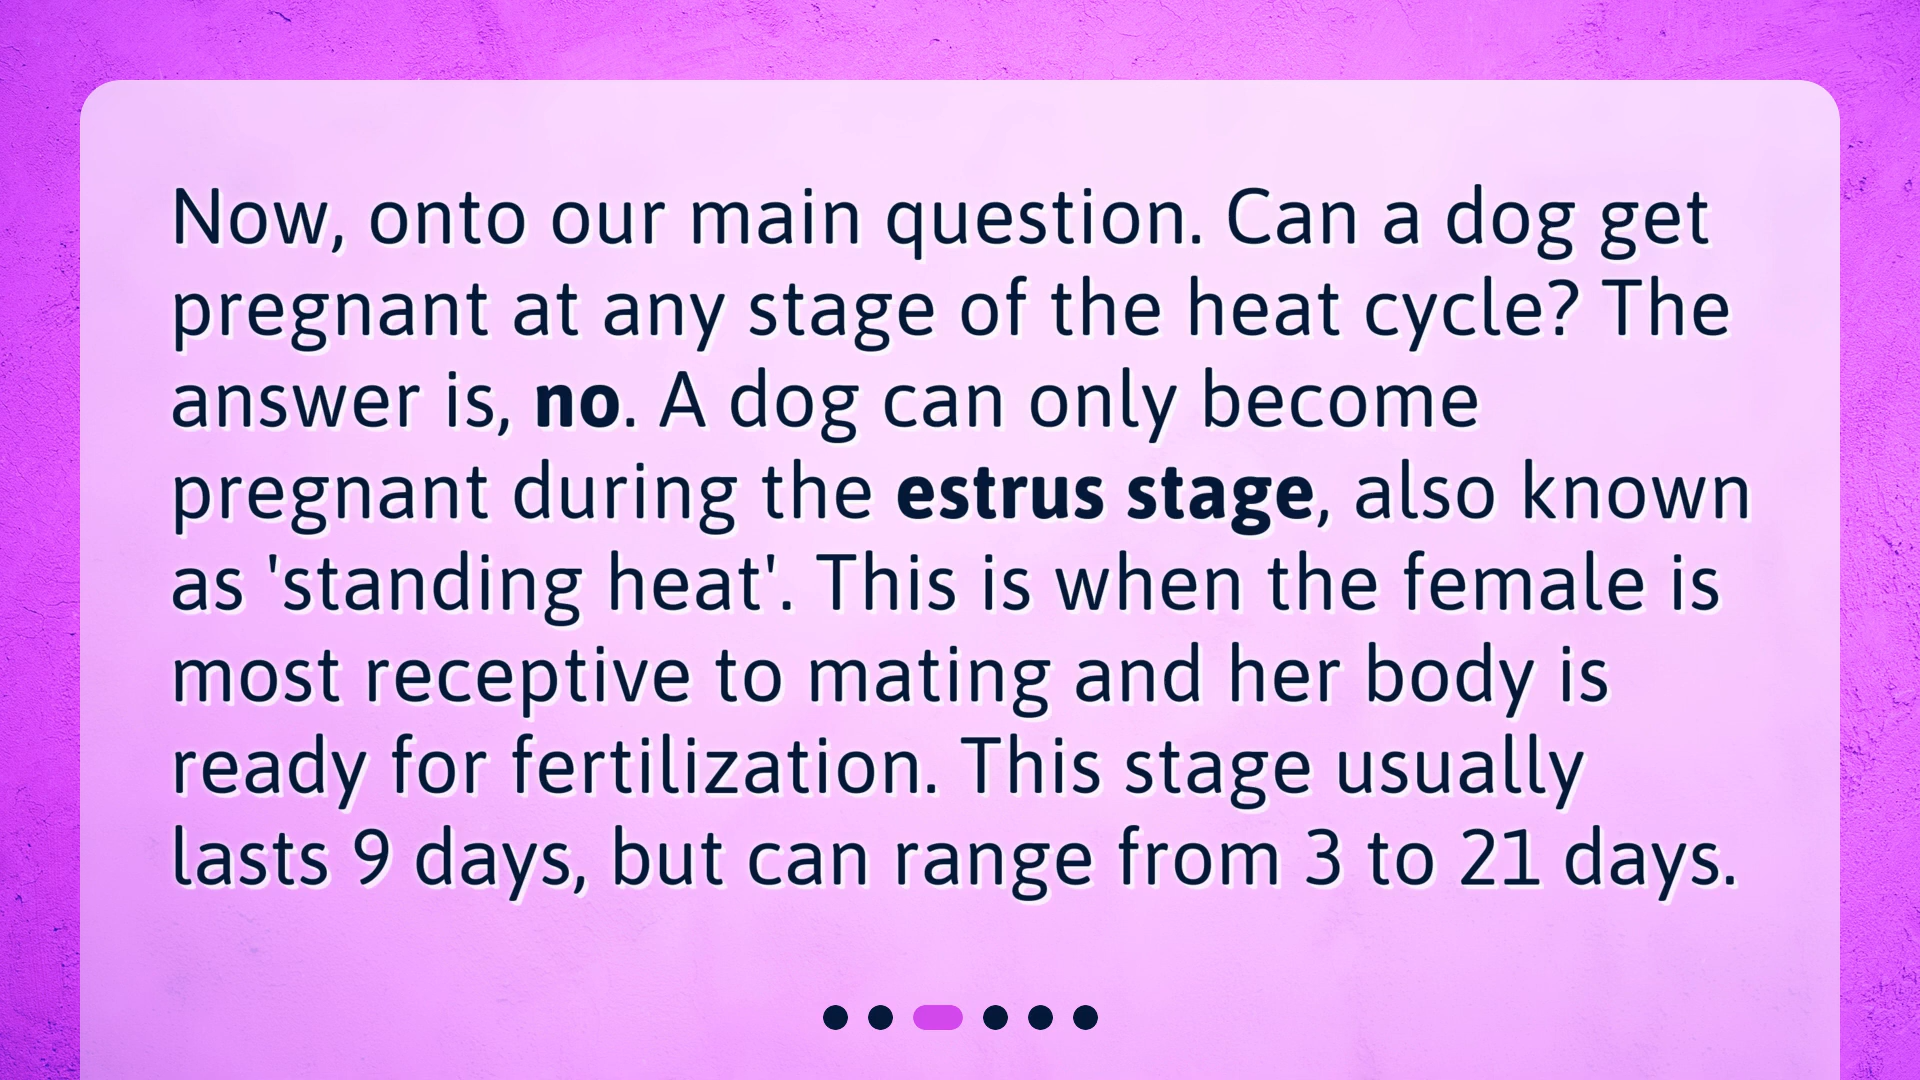 Now, onto our main question. Can a dog get
pregnant at any stage of the heat cycle? The
answer is, no. A dog can only become
pregnant during the estrus stage, also known
as 'standing heat'. This is when the female is
most receptive to mating and her body is
ready for fertilization. This stage usually
lasts 9 days, but can range from 3 to 21 days.